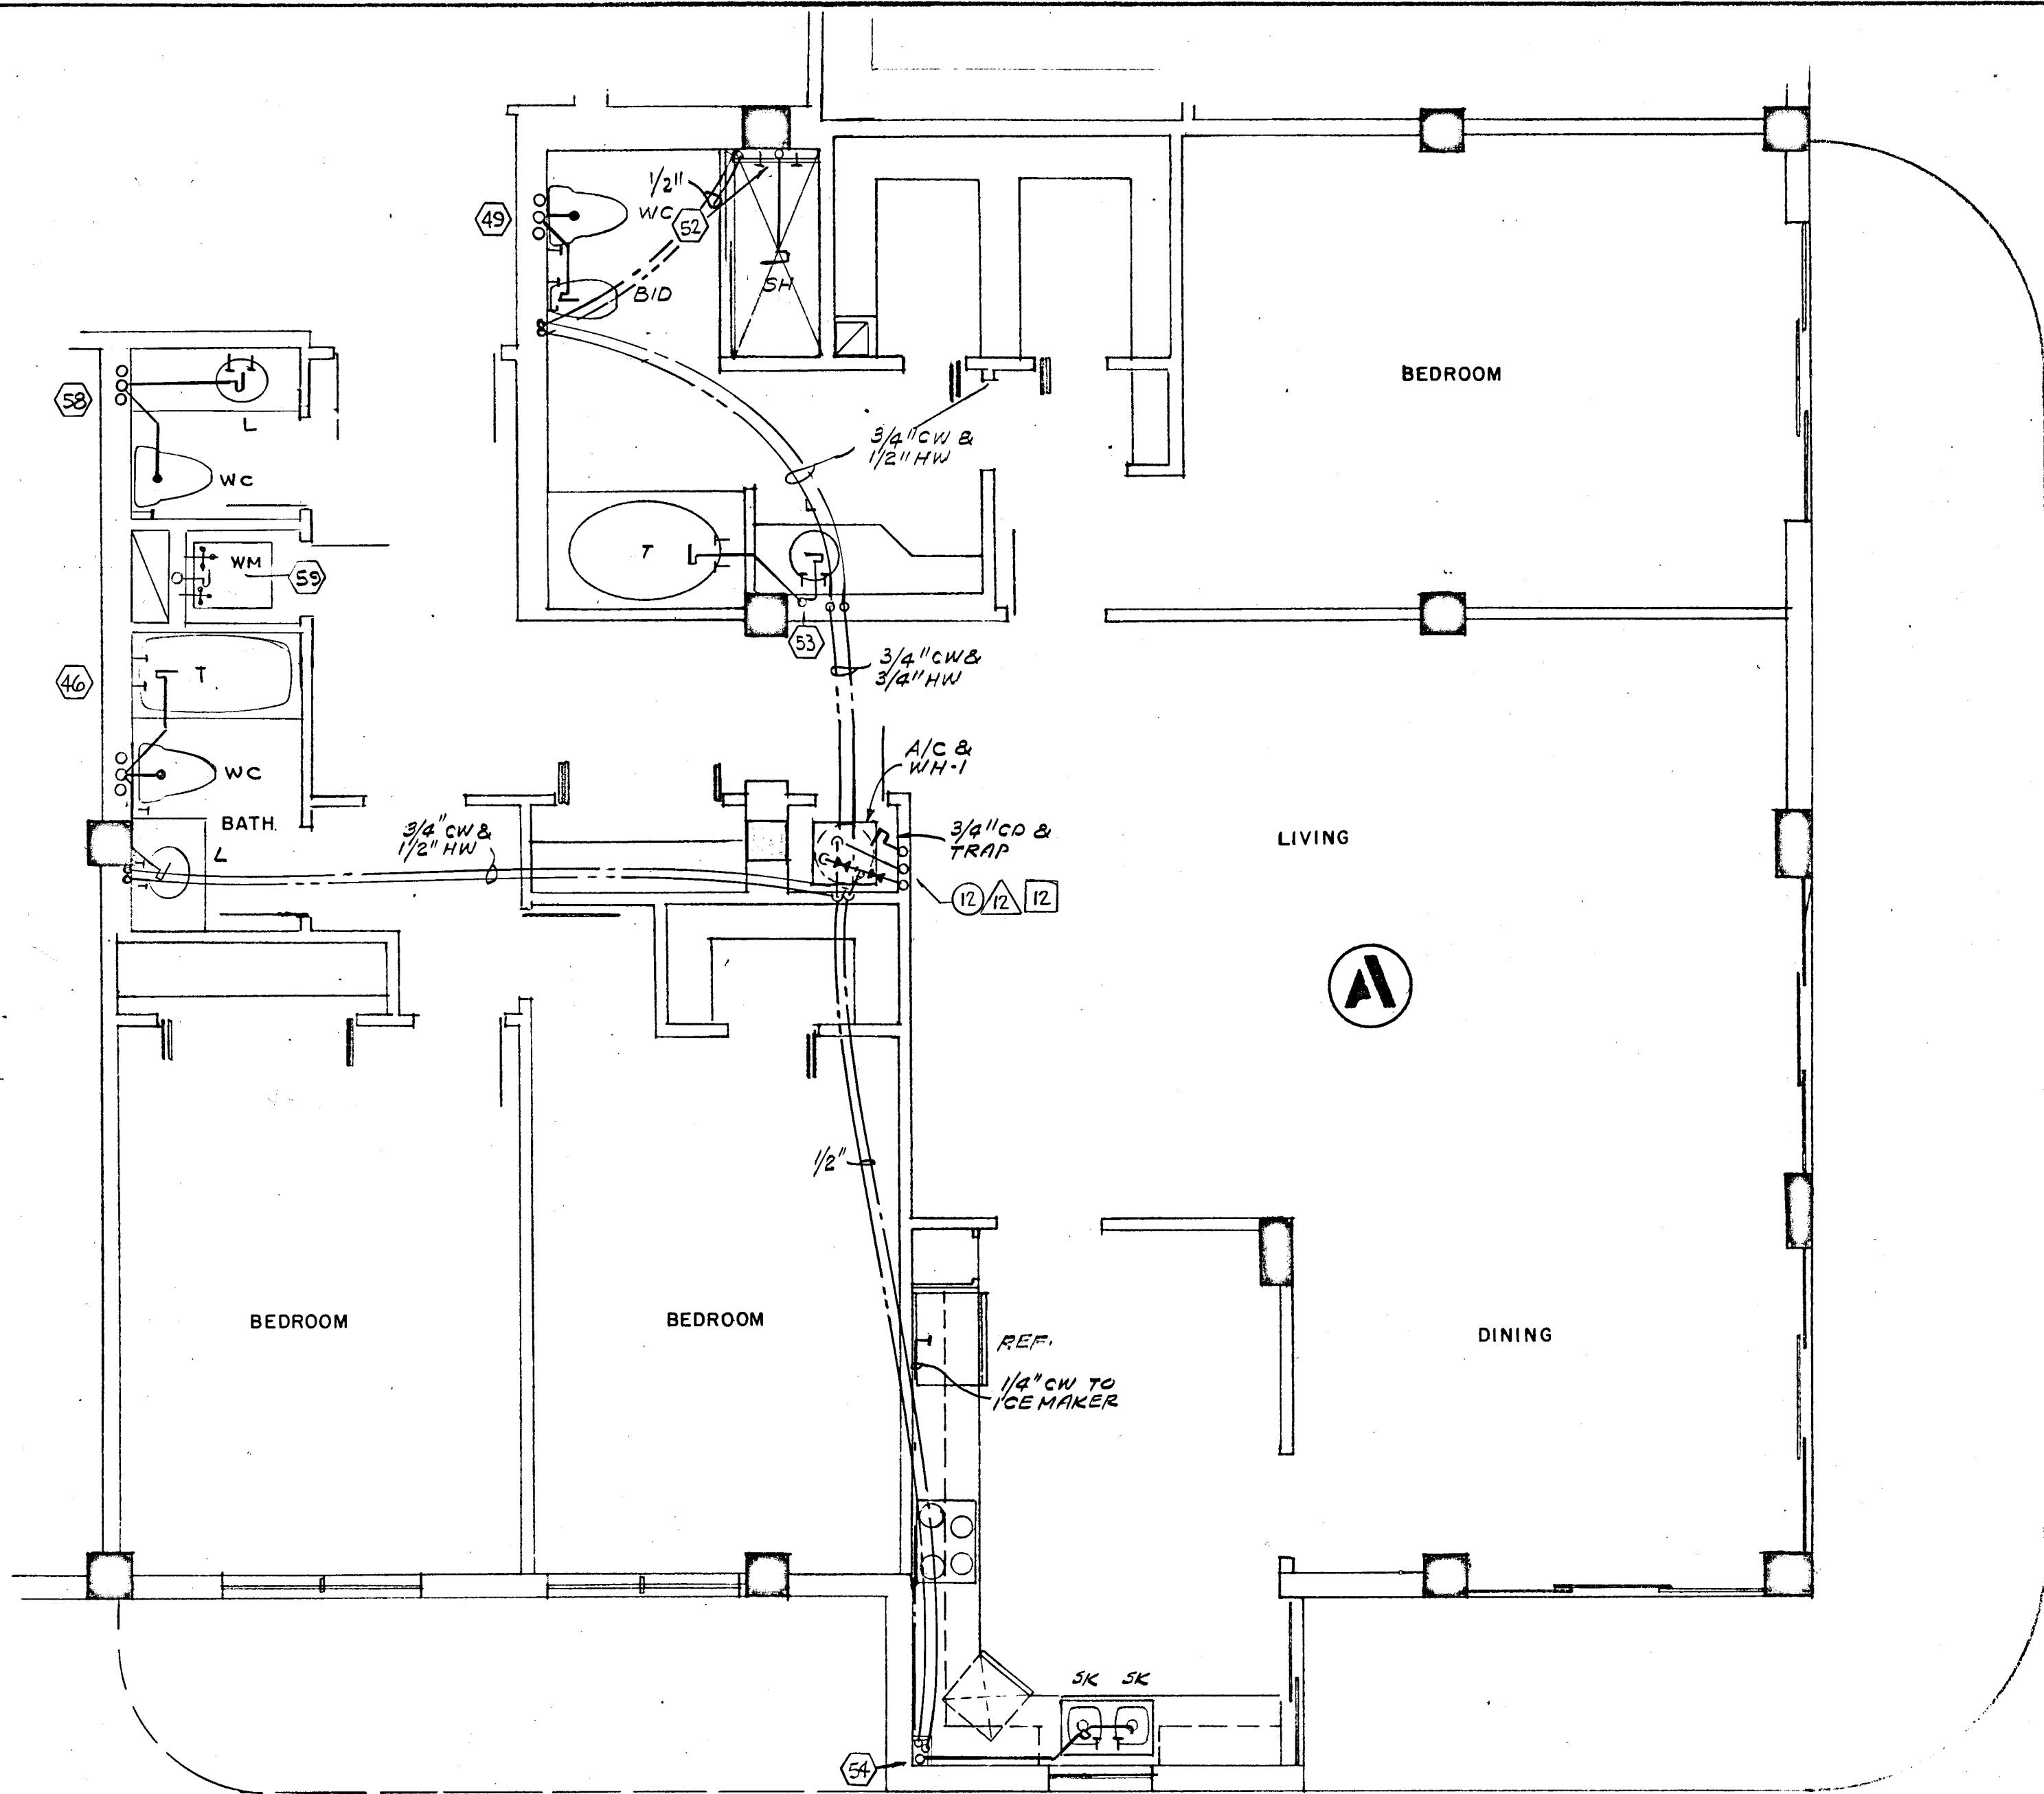 1/2"
WC
49
52
SH
BID
BEDROOM
58
L
3/4" CW &
1/2" HW
WC
L
T
WM
59
53
3/4" CW &
3/4" HW
46
T
A/C &
WH-1
WC
BATH.
3/4" CW &
1/2" HW
L
3/4" CD &
TRAP
LIVING
12 12 12
A
1/2"
BEDROOM
BEDROOM
REF.
DINING
1/4" CW TO
ICE MAKER
SK SK
54